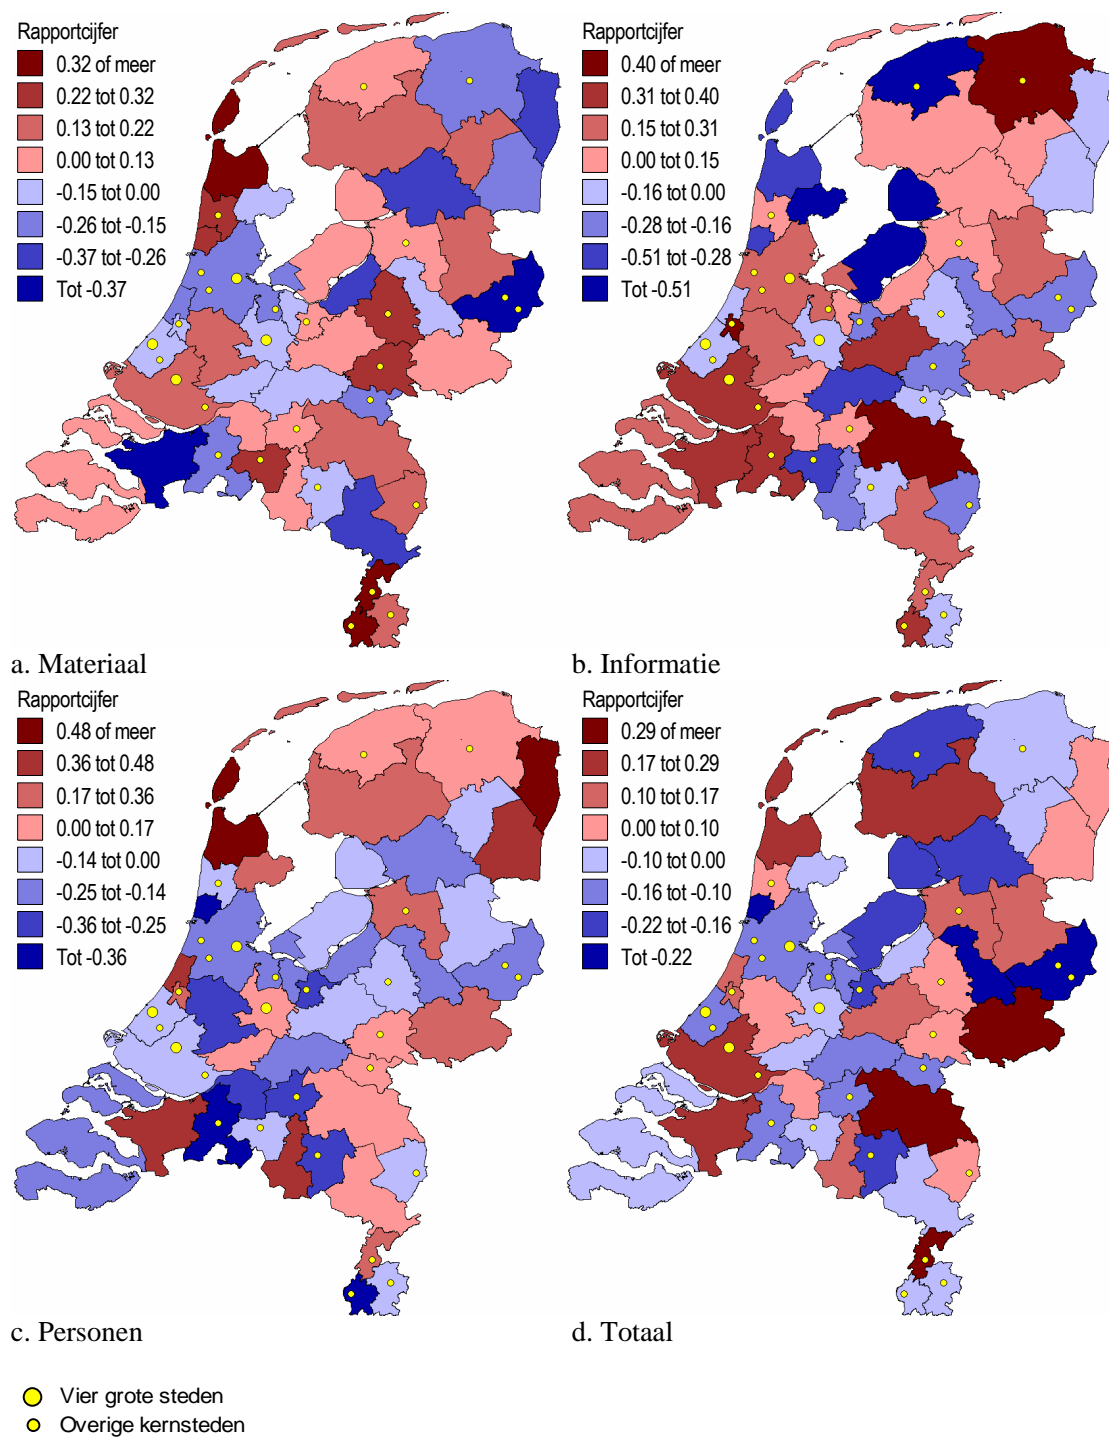 Rapportcijfer
0.32 of meer
0.22 tot 0.32
0.13 tot 0.22
0.00 tot 0.13
-0.15 tot 0.00
-0.26 tot -0.15
-0.37 tot -0.26
Tot -0.37
a. Materiaal
Rapportcijfer
0.40 of meer
0.31 tot 0.40
0.15 tot 0.31
0.00 tot 0.15
-0.16 tot 0.00
-0.28 tot -0.16
-0.51 tot -0.28
Tot -0.51
b. Informatie
Rapportcijfer
0.48 of meer
0.36 tot 0.48
0.17 tot 0.36
0.00 tot 0.17
-0.14 tot 0.00
-0.25 tot -0.14
-0.36 tot -0.25
Tot -0.36
c. Personen
Rapportcijfer
0.29 of meer
0.17 tot 0.29
0.10 tot 0.17
0.00 tot 0.10
-0.10 tot 0.00
-0.16 tot -0.10
-0.22 tot -0.16
Tot -0.22
d. Totaal
Vier grote steden
Overige kernsteden